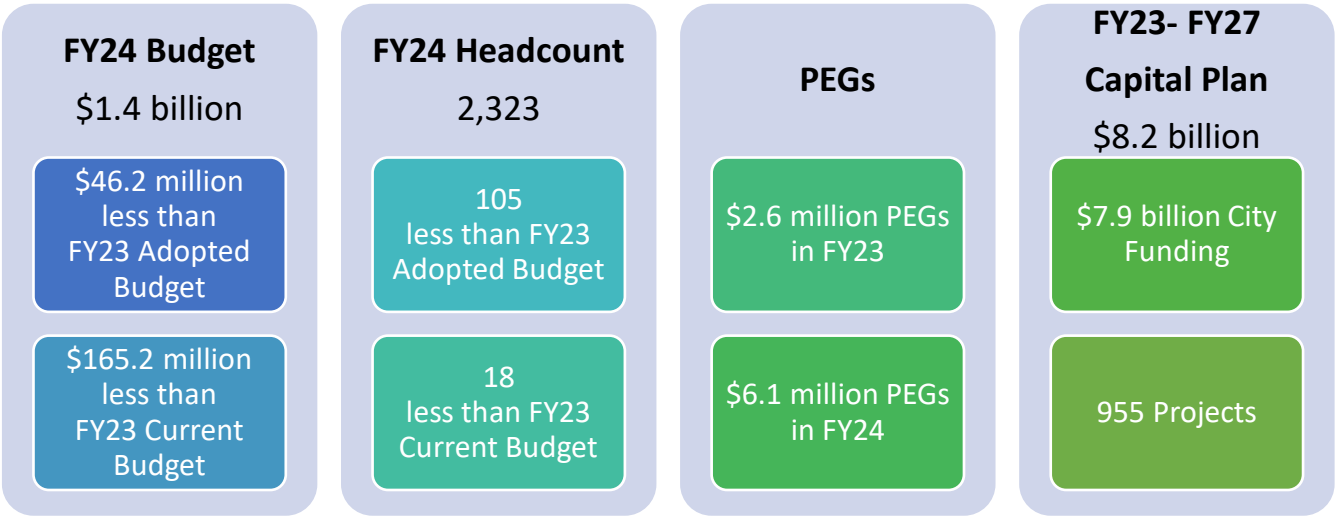 FY24 Budget
$1.4 billion
$46.2 million
less than
FY23 Adopted
Budget
$165.2 million
less than
FY23 Current
Budget
FY24 Headcount
2,323
105
less than FY23
Adopted Budget
18
less than FY23
Current Budget
PEGs
$2.6 million PEGs
in FY23
$6.1 million PEGs
in FY24
FY23- FY27
Capital Plan
$8.2 billion
$7.9 billion City
Funding
955 Projects